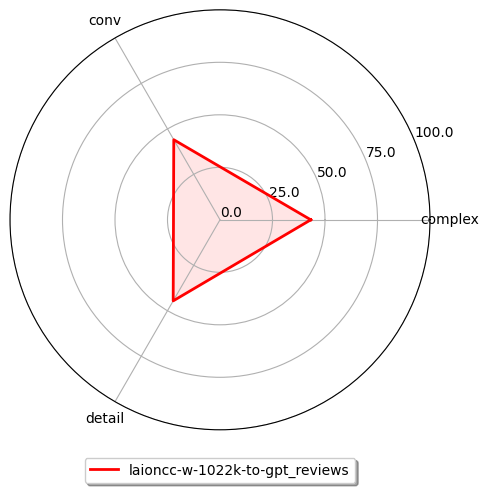 conv
100.0
75.0
50.0
25.0
0.0
complex
detail
laioncc-w-1022k-to-gpt_reviews